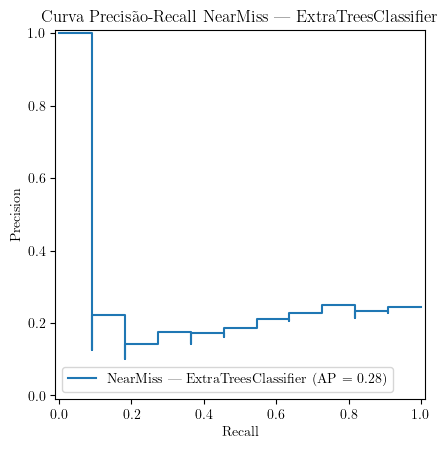 Curva Precisão-Recall NearMiss — ExtraTreesClassifier
1.0
0.8
0.6
0.4
0.2
0.0
Precision
NearMiss — ExtraTreesClassifier (AP = 0.28)
0.0 0.2 0.4 0.6 0.8 1.0
Recall